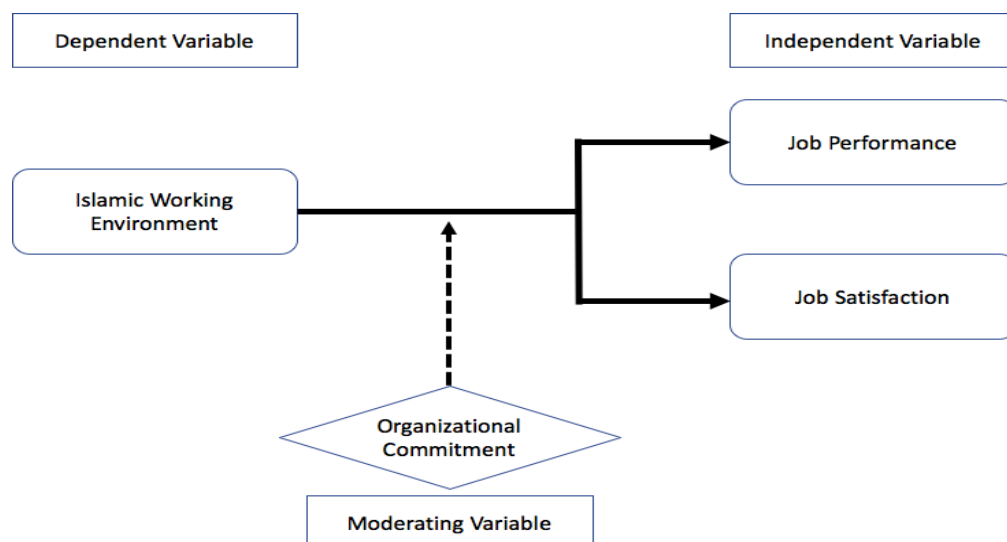 Dependent Variable
Independent Variable
Job Performance
Islamic Working
Environment
Job Satisfaction
Organizational
Commitment
Moderating Variable